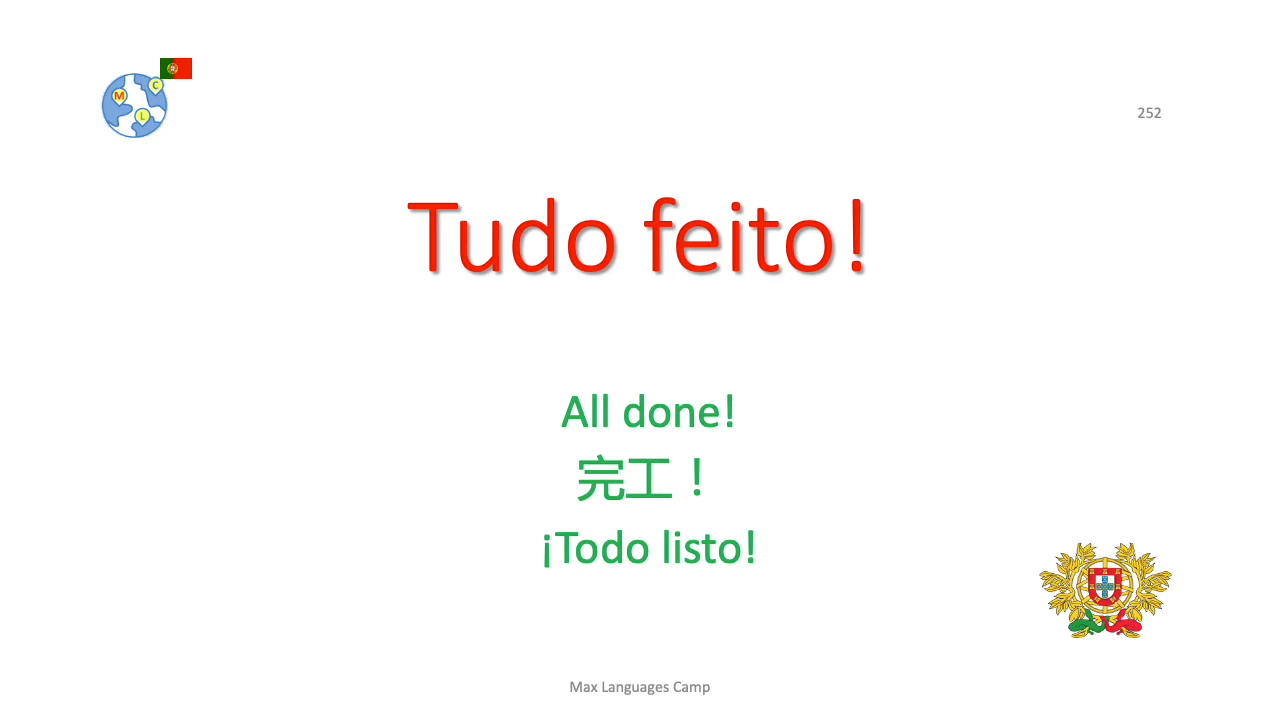 M
C
L
252
Tudo feito!
All done!
完工！
¡Todo listo!
Max Languages Camp